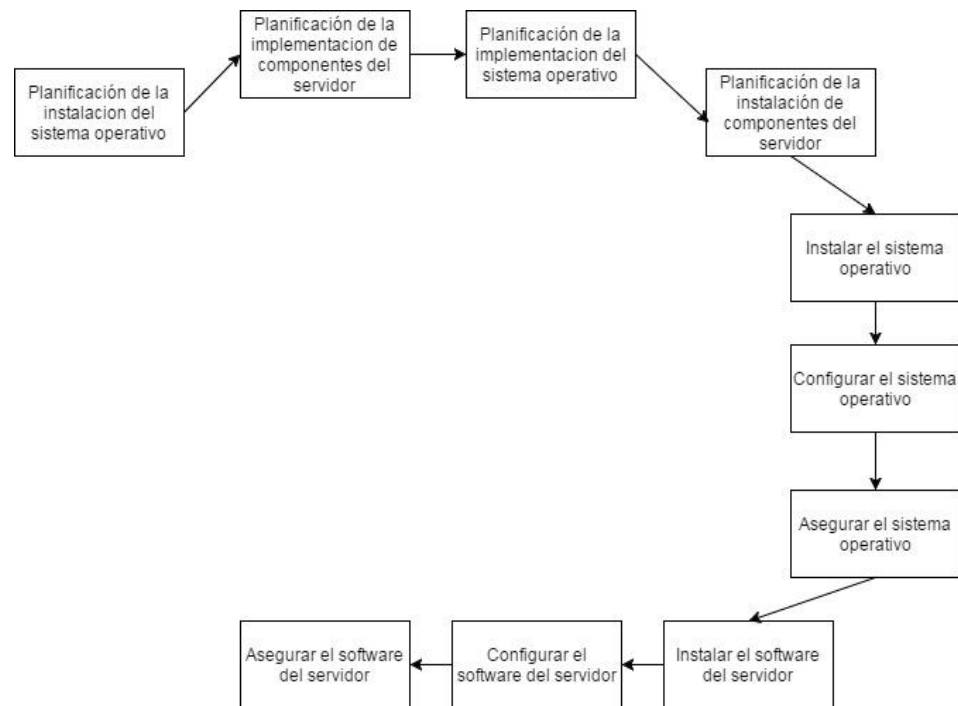 Planificación de la
instalacion del
sistema operativo
Planificación de la
implementacion de
componentes del
servidor
Planificación de la
implementacion del
sistema operativo
Planificación de la
instalación de
componentes del
servidor
Instalar el sistema
operativo
Configurar el sistema
operativo
Asegurar el sistema
operativo
Instalar el software
del servidor
Configurar el
software del servidor
Asegurar el software
del servidor